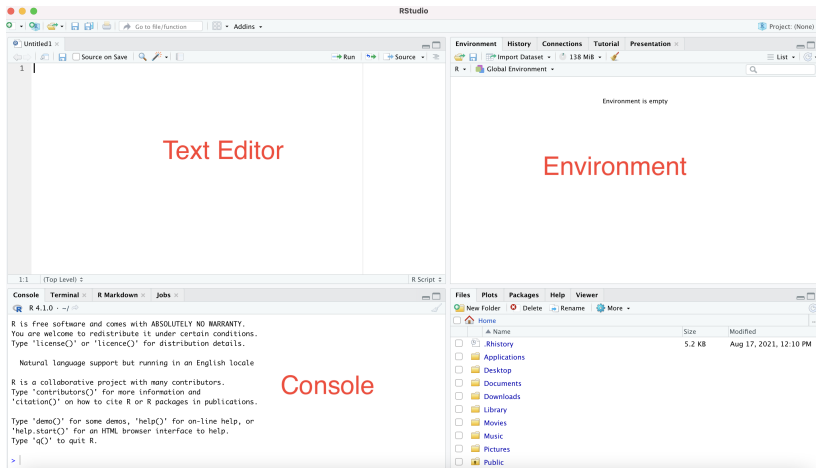 RStudio
Go to file/function
Addins
Project: (None)
Untitled1
Source on Save
Run
Source
1
Text Editor
1:1
(Top Level)
R Script
Environment
History
Connections
Tutorial
Presentation
Import Dataset
138 MiB
List
R
Global Environment
Environment is empty
Environment
Console
Terminal
R Markdown
Jobs
R 4.1.0 · ~/
R is free software and comes with ABSOLUTELY NO WARRANTY.
You are welcome to redistribute it under certain conditions.
Type 'license()' or 'licence()' for distribution details.
Natural language support but running in an English locale
R is a collaborative project with many contributors.
Type 'contributors()' for more information and
'citation()' on how to cite R or R packages in publications.
Type 'demo()' for some demos, 'help()' for on-line help, or
'help.start()' for an HTML browser interface to help.
Type 'q()' to quit R.
>
Console
Files
Plots
Packages
Help
Viewer
New Folder
Delete
Rename
More
Home
Name
Size
Modified
.Rhistory
5.2 KB
Aug 17, 2021, 12:10 PM
Applications
Desktop
Documents
Downloads
Library
Movies
Music
Pictures
Public